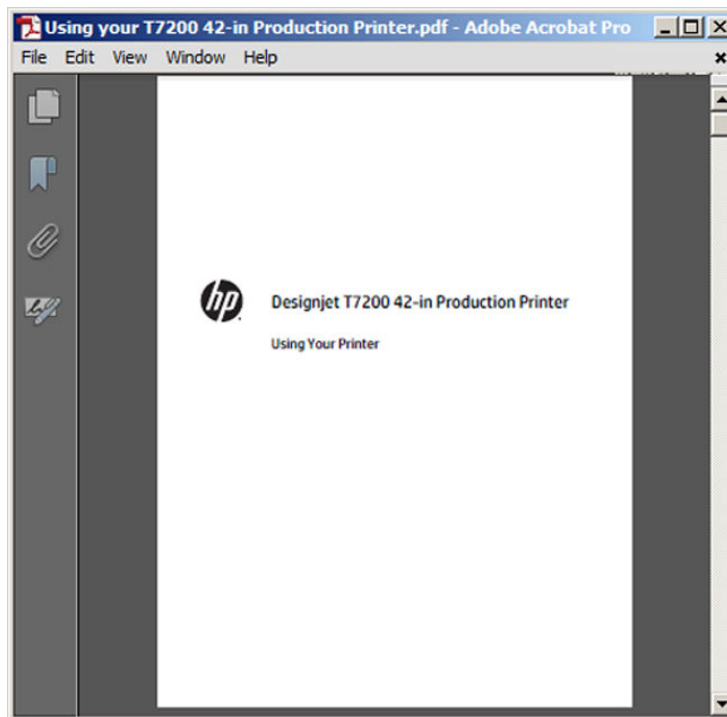 Using your T7200 42-in Production Printer.pdf - Adobe Acrobat Pro
File Edit View Window Help
hp
Designjet T7200 42-in Production Printer
Using Your Printer